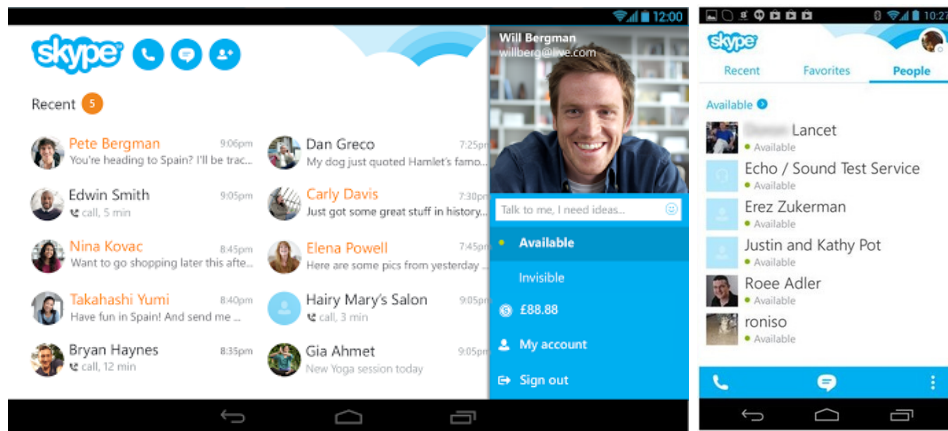 12:00
skype
Recent 5
Pete Bergman 9:06pm
You're heading to Spain? I'll be trac...
Edwin Smith 9:05pm
call, 5 min
Nina Kovac 8:45pm
Want to go shopping later this afte...
Takahashi Yumi 8:40pm
Have fun in Spain! And send me ...
Bryan Haynes 8:35pm
call, 12 min
Dan Greco 7:25pm
My dog just quoted Hamlet's famo...
Carly Davis 7:30pm
Just got some great stuff in history...
Elena Powell 7:45pm
Here are some pics from yesterday ...
Hairy Mary's Salon 9:05pm
call, 3 min
Gia Ahmet 9:05pm
New Yoga session today
Will Bergman
willberg@live.com
Talk to me, I need ideas...
Available
Invisible
£88.88
My account
Sign out
10:27
skype
Recent Favorites People
Available
Lancet
Available
Echo / Sound Test Service
Available
Erez Zukerman
Available
Justin and Kathy Pot
Available
Roee Adler
Available
roniso
Available